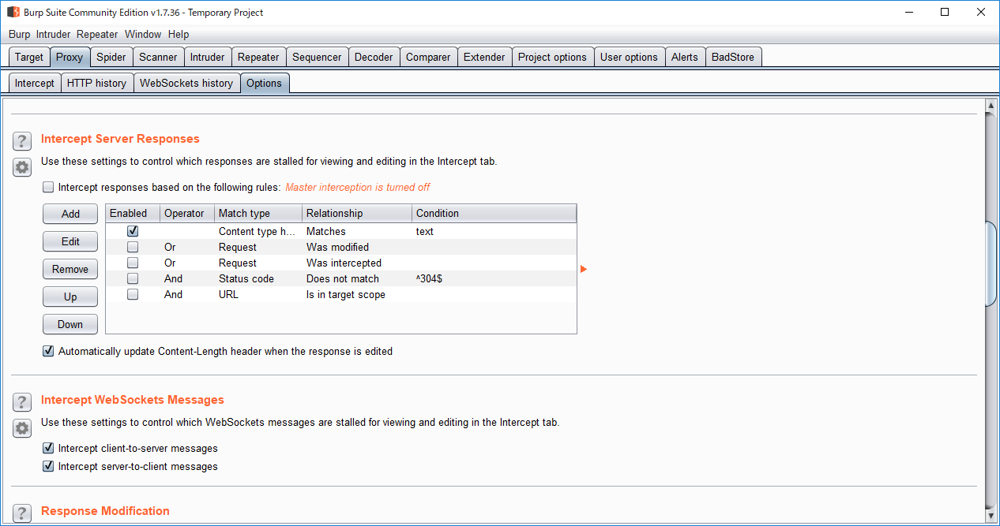 Burp Suite Community Edition v1.7.36 - Temporary Project
Burp Intruder Repeater Window Help
Target Proxy Spider Scanner Intruder Repeater Sequencer Decoder Comparer Extender Project options User options Alerts BadStore
Intercept HTTP history WebSockets history Options
? Intercept Server Responses
Use these settings to control which responses are stalled for viewing and editing in the Intercept tab.
Intercept responses based on the following rules: Master interception is turned off
Add
Edit
Remove
Up
Down
Enabled Operator Match type Relationship Condition
Content type h... Matches text
Or Request Was modified
Or Request Was intercepted
And Status code Does not match ^304$
And URL Is in target scope
Automatically update Content-Length header when the response is edited
? Intercept WebSockets Messages
Use these settings to control which WebSockets messages are stalled for viewing and editing in the Intercept tab.
Intercept client-to-server messages
Intercept server-to-client messages
? Response Modification